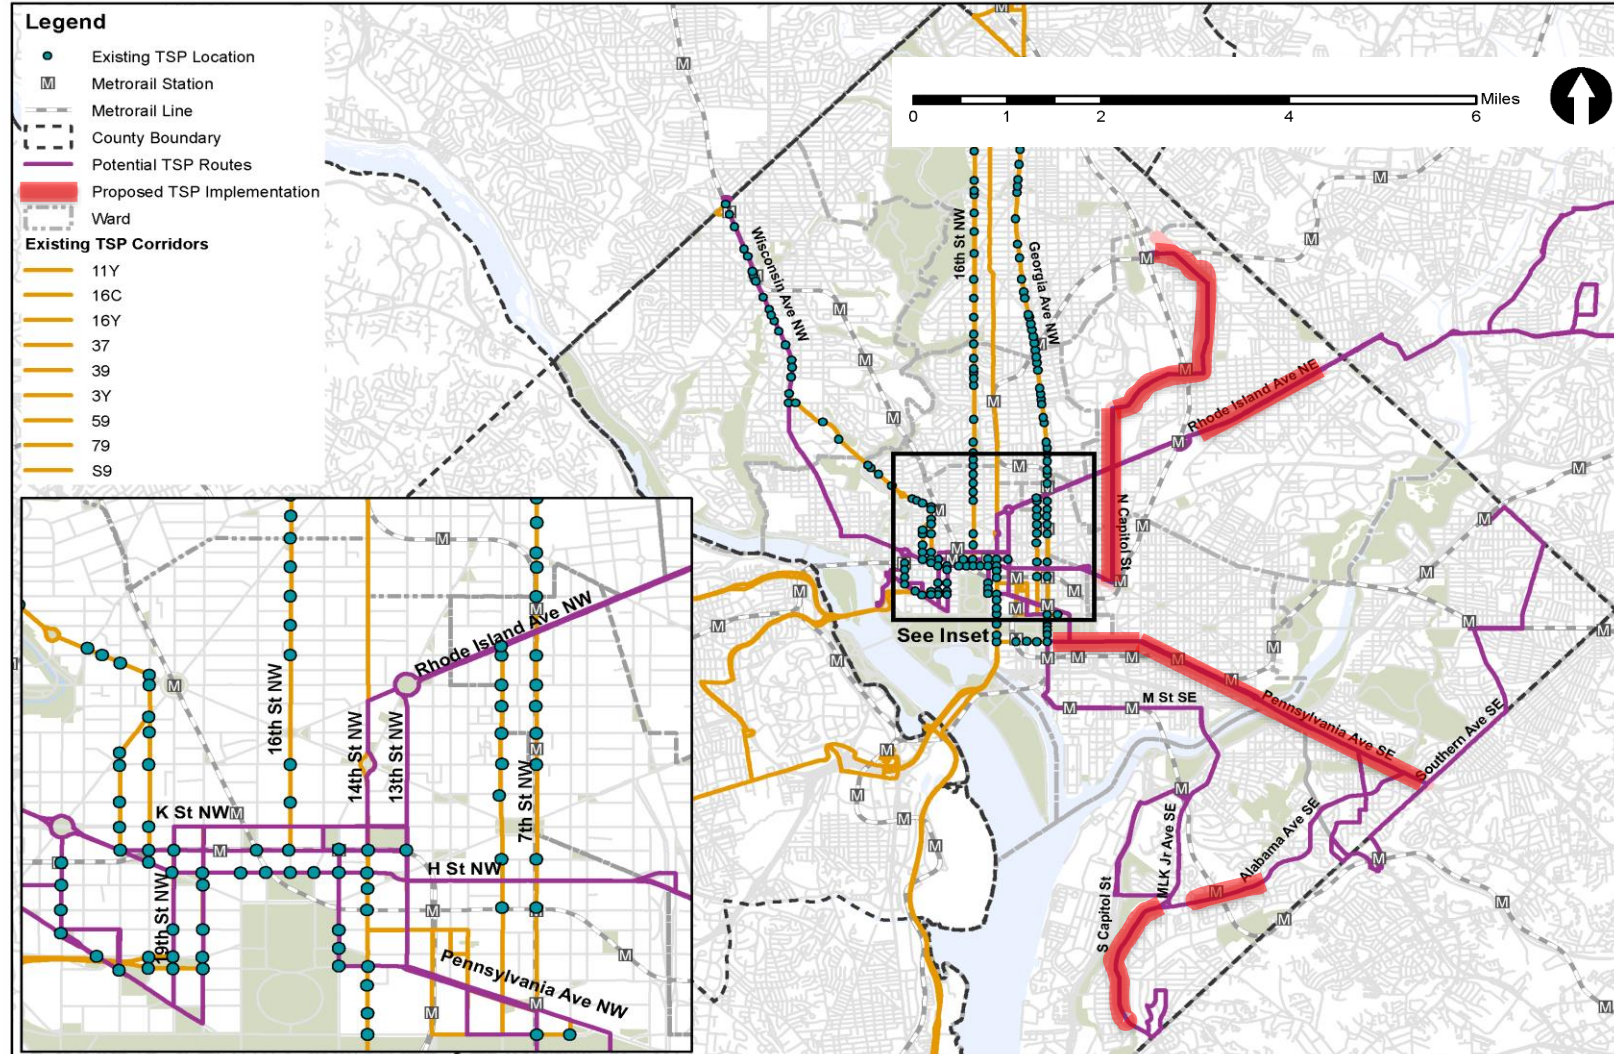 Legend
Existing TSP Location
M Metrorail Station
Metrorail Line
County Boundary
Potential TSP Routes
Proposed TSP Implementation
Ward
Existing TSP Corridors
11Y
16C
16Y
37
39
3Y
59
79
S9
Miles
0 1 2 4 6
Wisconsin Ave NW
16th St NW
Georgia Ave NW
Rhode Island Ave NE
N Capitol St
See Inset
M St SE
Pennsylvania Ave SE
Southern Ave SE
Alabama Ave SE
MLK Jr Ave SE
S Capitol St
Rhode Island Ave NW
16th St NW
14th St NW
13th St NW
7th St NW
K St NW
H St NW
19th St NW
Pennsylvania Ave NW